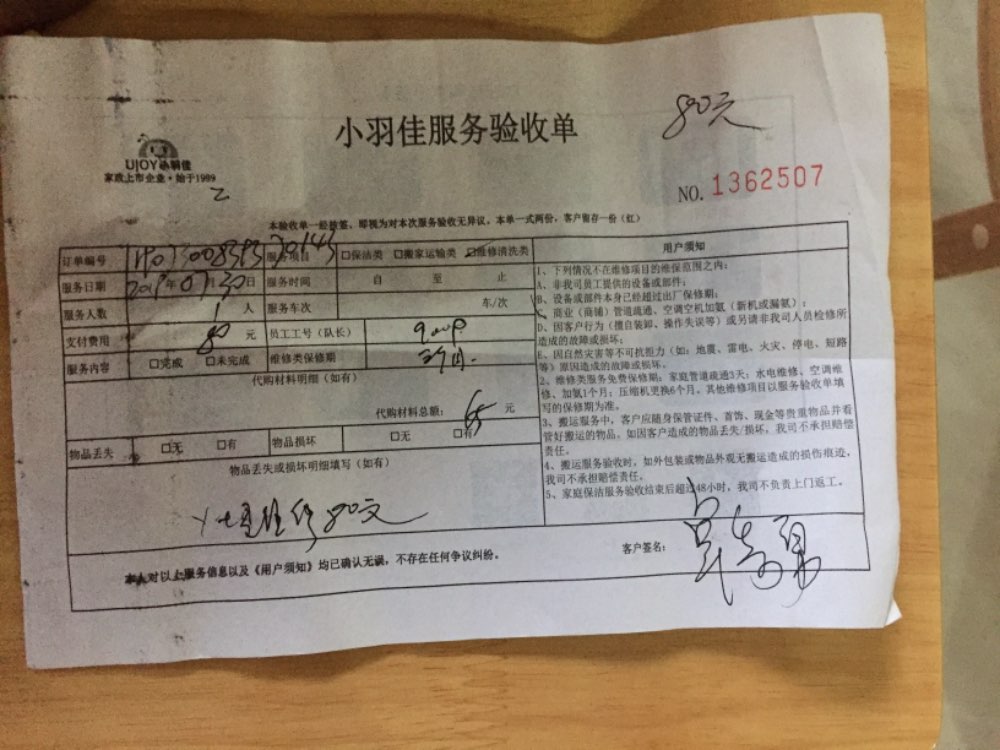 小羽佳服务验收单
80元
UJOY小羽佳
家政上市企业·始于1989
NO. 1362507
本验收单一经签, 即视为对本次服务验收无异议, 本单一式两份, 客户留存一份 (红)
订单编号 服务项目 □保洁类 □搬家运输类 □维修清洗类
服务日期 年07月30日 服务时间 自 至 止
服务人数 1 人 服务车次 车/次
支付费用 80 元 员工工号 (队长)
服务内容 □完成 □未完成 维修类保修期
代购材料明细 (如有)
代购材料总额: 65 元
物品丢失 □无 □有 物品损坏 □无 □有
物品丢失或损坏明细填写 (如有)
80元
本人对以上服务信息以及《用户须知》均已确认无误, 不存在任何争议纠纷。
用户须知
1、下列情况不在维修项目的维保范围之内:
A、非我司员工提供的设备或部件;
B、设备或部件本身已经超过出厂保修期;
C、商业 (商铺) 管道疏通、空调空机加氨 (新机或漏氨);
D、因客户行为 (擅自装卸、操作失误等) 或另请非我司人员检修所
造成的故障或损坏;
E、因自然灾害等不可抗拒力 (如: 地震、雷电、火灾、停电、短路
等) 原因造成的故障或损坏。
2、维修类服务免费保修期: 家庭管道疏通3天; 水电维修、空调维
修、加氨1个月; 压缩机更换6个月。其他维修项目以服务验收单填
写的保修期为准。
3、搬运服务中, 客户应随身保管证件、首饰、现金等贵重物品并看
管好搬运的物品。如因客户造成的物品丢失/损坏, 我司不承担赔偿
责任。
4、搬运服务验收时, 如外包装或物品外观无搬运造成的损伤痕迹,
我司不承担赔偿责任。
5、家庭保洁服务验收结束后超过48小时, 我司不负责上门返工。
客户签名: